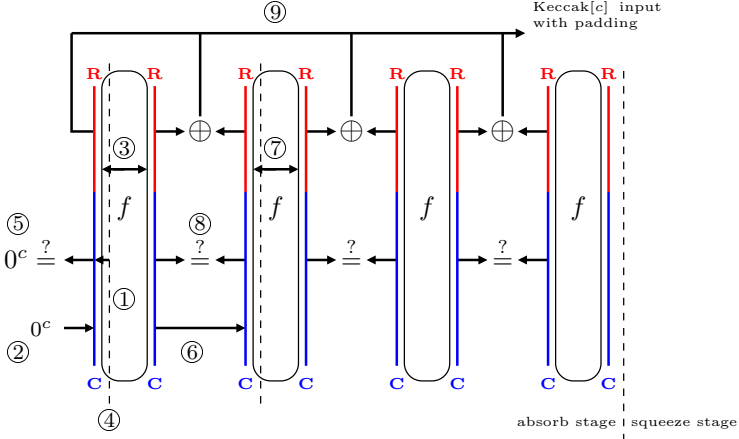 ⑨
Keccak[c] input
with padding
R R R R R R R
③ ⑦
f f f f
⑤ ⑧
0^c ≟ ≟ ≟ ≟
①
0^c
② ⑥
C C C C C C C C
④
absorb stage squeeze stage